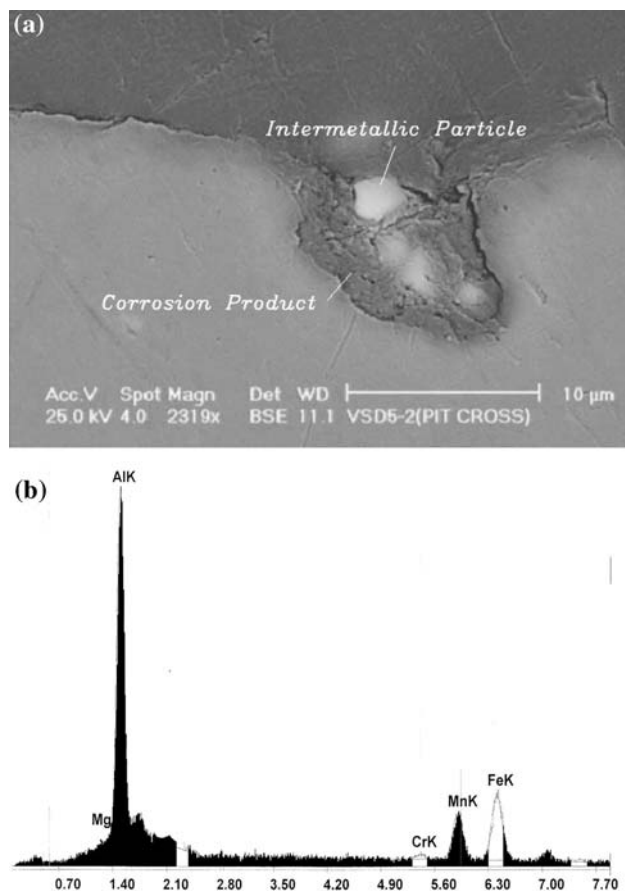 (a)
Intermetallic Particle
Corrosion Product
Acc.V Spot Magn Det WD 10 µm
25.0 kV 4.0 2319x BSE 11.1 VSD5-2(PIT CROSS)
(b)
AlK
Mg
CrK
MnK
FeK
0.70 1.40 2.10 2.80 3.50 4.20 4.90 5.60 6.30 7.00 7.70